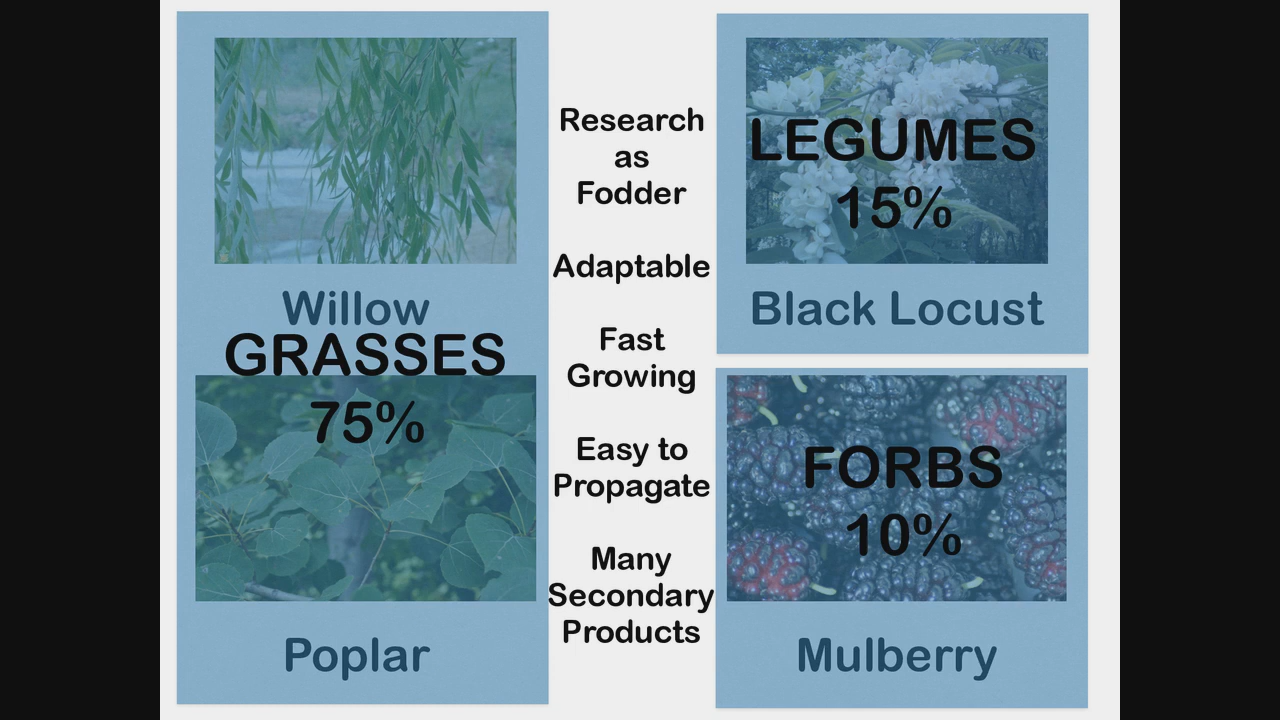 Willow
GRASSES
75%
Poplar
Research
as
Fodder
Adaptable
Fast
Growing
Easy to
Propagate
Many
Secondary
Products
LEGUMES
15%
Black Locust
FORBS
10%
Mulberry